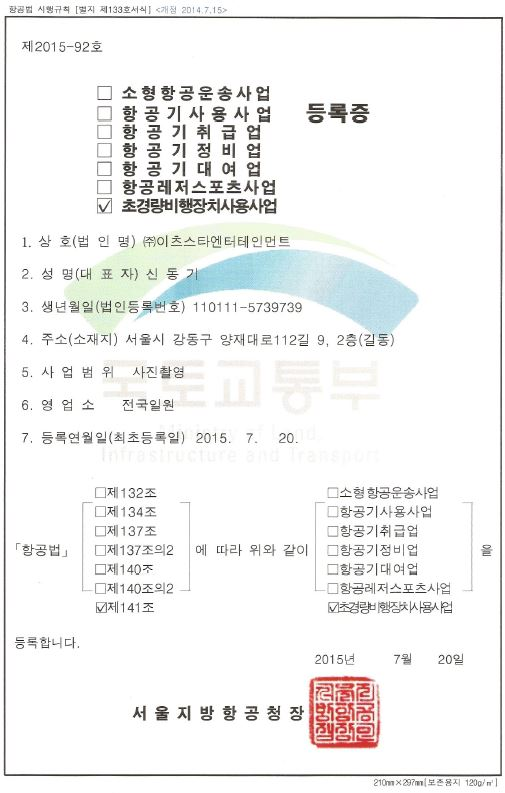 항공법 시행규칙 [별지 제133호서식] <개정 2014.7.15>
제2015-92호
□ 소형항공운송사업
□ 항공기사용사업 등록증
□ 항공기취급업
□ 항공기정비업
□ 항공기대여업
□ 항공레저스포츠사업
☑ 초경량비행장치사용사업
1. 상 호(법 인 명) ㈜이츠스타엔터테인먼트
2. 성 명(대 표 자) 신 동 기
3. 생년월일(법인등록번호) 110111-5739739
4. 주소(소재지) 서울시 강동구 양재대로112길 9, 2층(길동)
5. 사 업 범 위 사진촬영
국토교통부
6. 영 업 소 전국일원
Ministry of Land,
7. 등록연월일(최초등록일) 2015. 7. 20.
Infrastructure and Transport
□제132조 □소형항공운송사업
□제134조 □항공기사용사업
□제137조 □항공기취급업
「항공법」 □제137조의2 에 따라 위와 같이 □항공기정비업 을
□제140조 □항공기대여업
□제140조의2 □항공레저스포츠사업
☑제141조 ☑초경량비행장치사용사업
등록합니다.
2015년 7월 20일
서울지방항공청장
210㎜×297㎜[보존용지 120g/㎡]